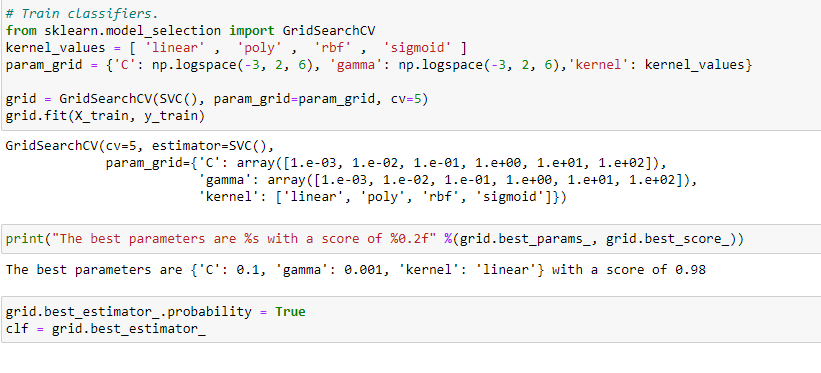 # Train classifiers.
from sklearn.model_selection import GridSearchCV
kernel_values = [ 'linear' ,  'poly' ,  'rbf' ,  'sigmoid' ]
param_grid = {'C': np.logspace(-3, 2, 6), 'gamma': np.logspace(-3, 2, 6),'kernel': kernel_values}
grid = GridSearchCV(SVC(), param_grid=param_grid, cv=5)
grid.fit(X_train, y_train)
GridSearchCV(cv=5, estimator=SVC(),
             param_grid={'C': array([1.e-03, 1.e-02, 1.e-01, 1.e+00, 1.e+01, 1.e+02]),
                         'gamma': array([1.e-03, 1.e-02, 1.e-01, 1.e+00, 1.e+01, 1.e+02]),
                         'kernel': ['linear', 'poly', 'rbf', 'sigmoid']})
print("The best parameters are %s with a score of %0.2f" %(grid.best_params_, grid.best_score_))
The best parameters are {'C': 0.1, 'gamma': 0.001, 'kernel': 'linear'} with a score of 0.98
grid.best_estimator_.probability = True
clf = grid.best_estimator_